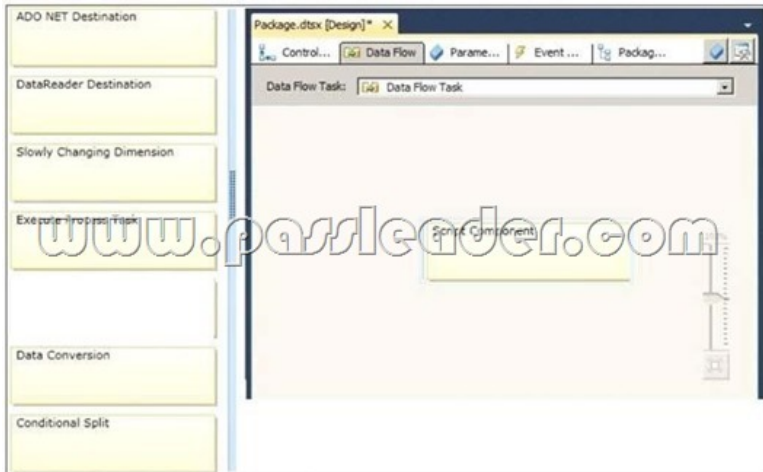 ADO NET Destination
DataReader Destination
Slowly Changing Dimension
Execute Process Task
Data Conversion
Conditional Split
Package.dtsx [Design]*
Control... Data Flow Parame... Event ... Packag...
Data Flow Task: Data Flow Task
Script Component
www.passleader.com